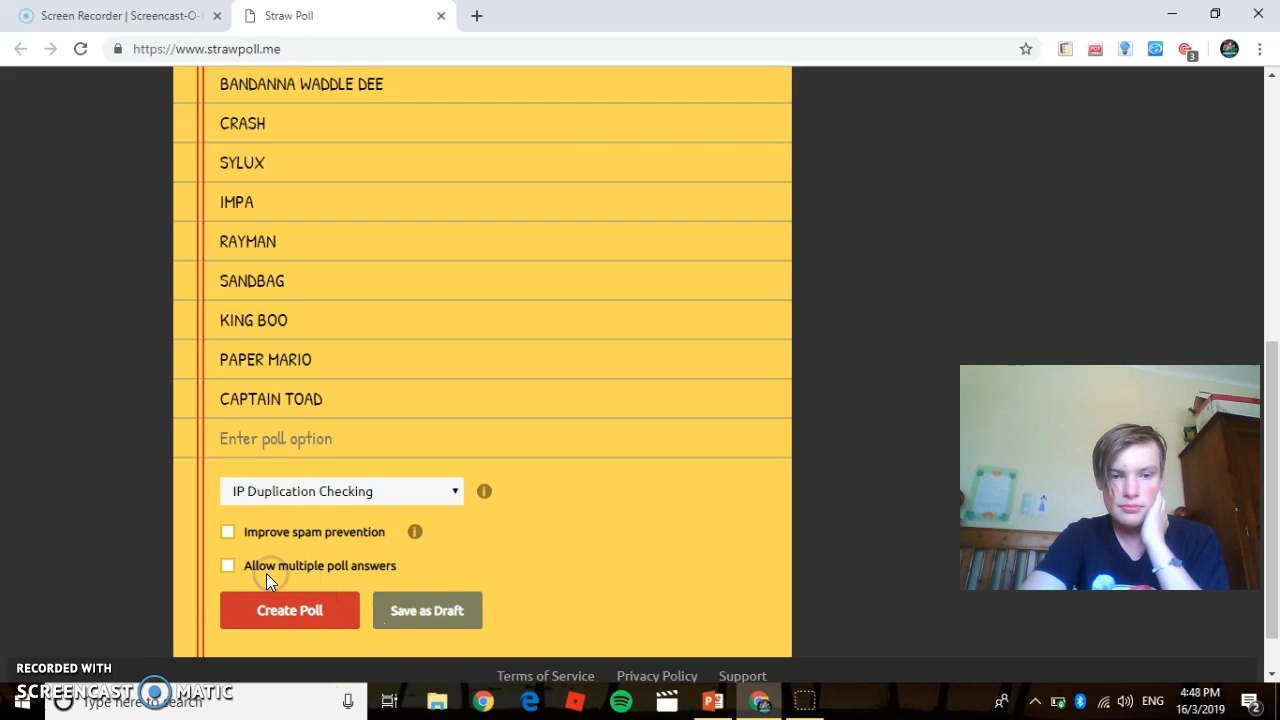 Screen Recorder | Screencast-O-
Straw Poll
https://www.strawpoll.me
3
BANDANNA WADDLE DEE
CRASH
SYLUX
IMPA
RAYMAN
SANDBAG
KING BOO
PAPER MARIO
CAPTAIN TOAD
Enter poll option
IP Duplication Checking
Improve spam prevention
Allow multiple poll answers
Create Poll
Save as Draft
Terms of Service Privacy Policy Support
RECORDED WITH
SCREENCAST MATIC
Type here to search
ENG
4:48 PM
16/3/2019
2